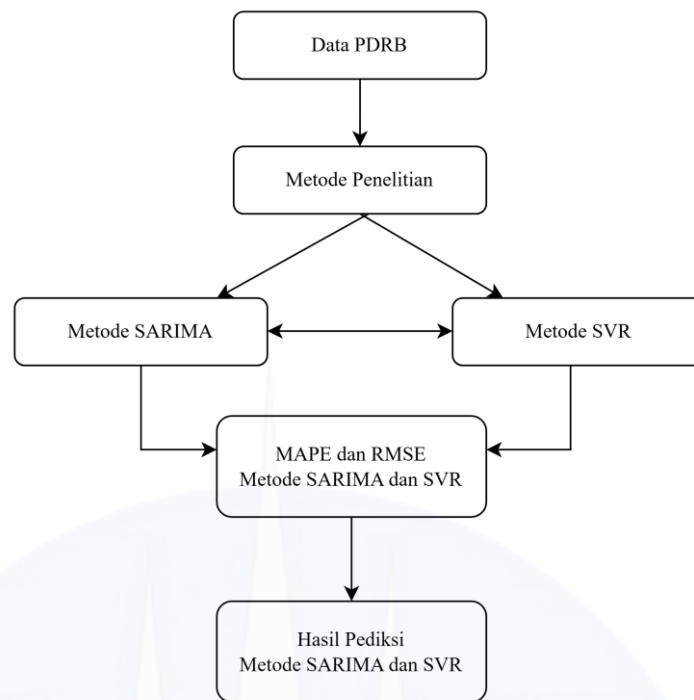 Data PDRB
Metode Penelitian
Metode SARIMA
Metode SVR
MAPE dan RMSE
Metode SARIMA dan SVR
Hasil Pediksi
Metode SARIMA dan SVR